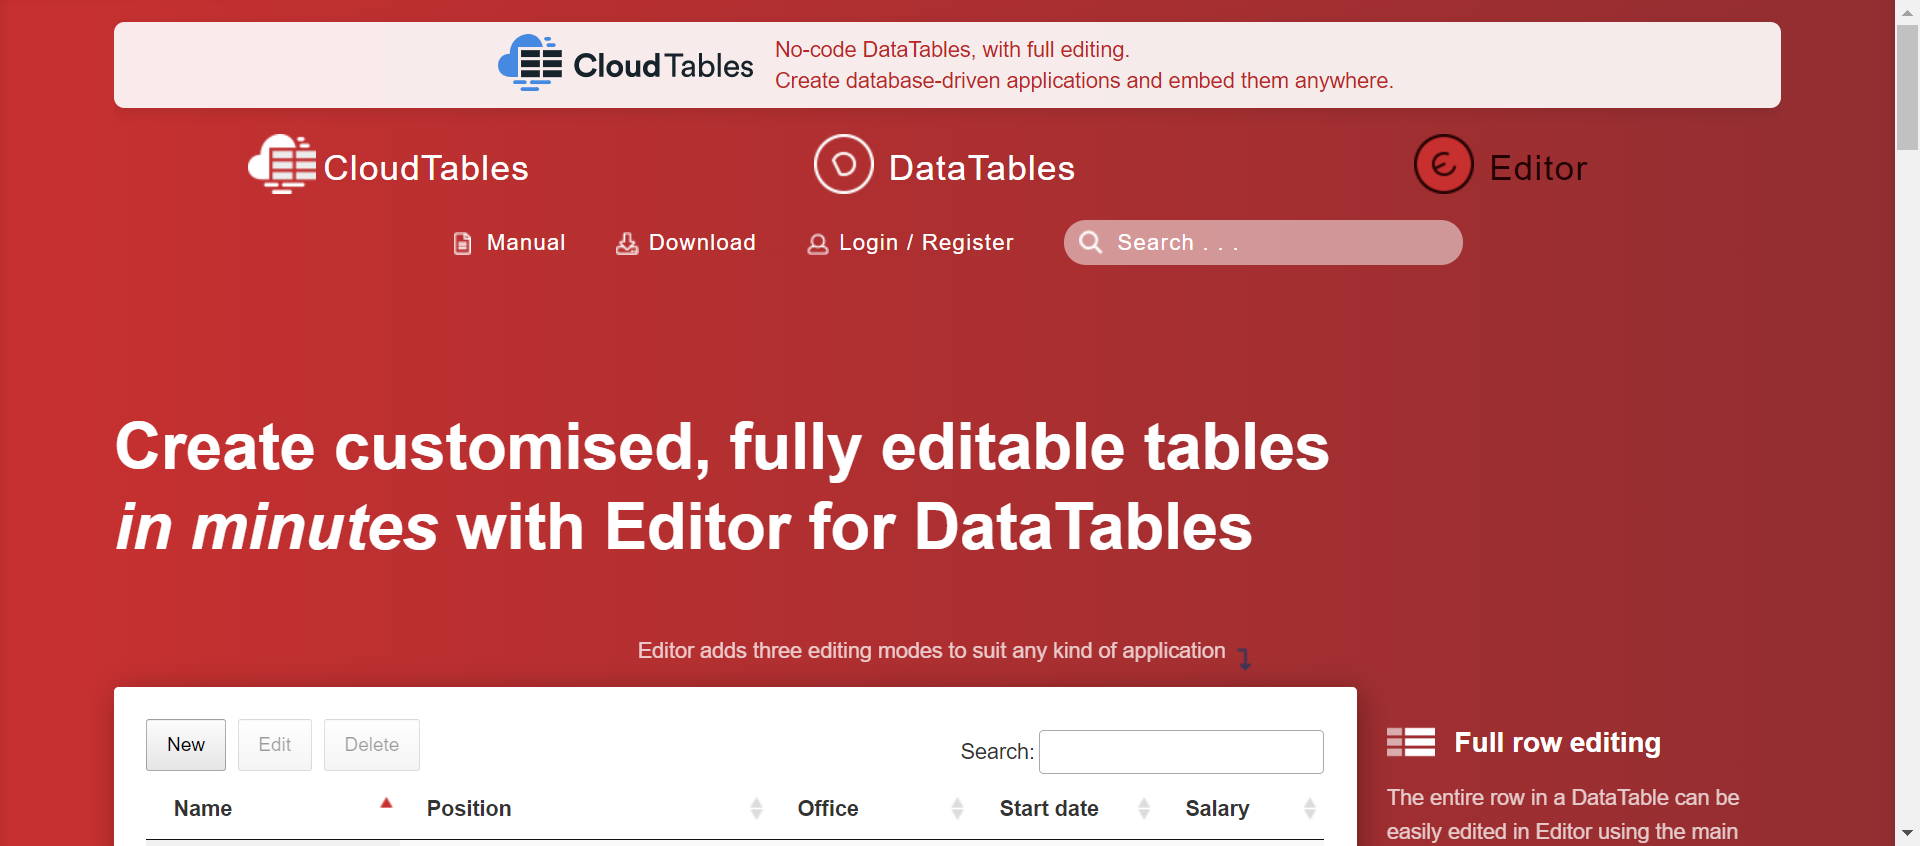 CloudTables
No-code DataTables, with full editing.
Create database-driven applications and embed them anywhere.
CloudTables
DataTables
Editor
Manual
Download
Login / Register
Search . . .
Create customised, fully editable tables
in minutes with Editor for DataTables
Editor adds three editing modes to suit any kind of application
New
Edit
Delete
Search:
Name
Position
Office
Start date
Salary
Full row editing
The entire row in a DataTable can be
easily edited in Editor using the main